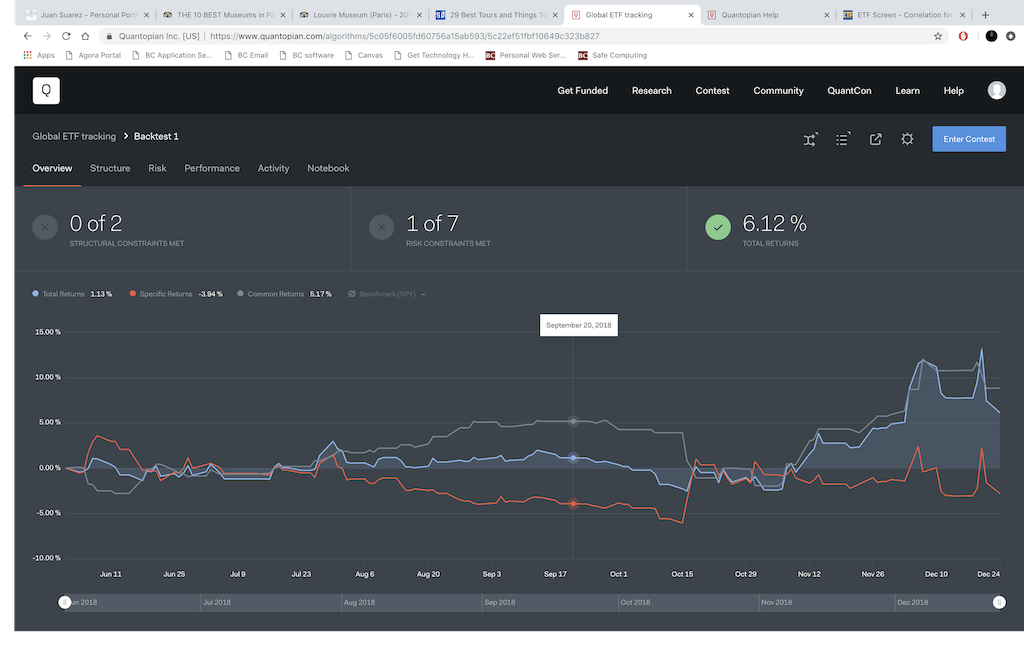 Juan Suarez - Personal Port
THE 10 BEST Museums in Pa
Louvre Museum (Paris) - 201
29 Best Tours and Things To
Global ETF tracking
Quantopian Help
ETF Screen - Correlation for
Quantopian Inc. [US] | https://www.quantopian.com/algorithms/5c05f6005fd60756a15ab593/5c22ef51fbf10649c323b827
Apps Agora Portal BC Application Se... BC Email BC software Canvas Get Technology H... Personal Web Ser... Safe Computing
Q Get Funded Research Contest Community QuantCon Learn Help
Global ETF tracking > Backtest 1
Enter Contest
Overview Structure Risk Performance Activity Notebook
0 of 2 1 of 7 6.12 %
STRUCTURAL CONSTRAINTS MET RISK CONSTRAINTS MET TOTAL RETURNS
Total Returns 1.13 % Specific Returns -3.94 % Common Returns 5.17 % Benchmark (SPY) –
September 20, 2018
15.00 %
10.00 %
5.00 %
0.00 %
-5.00 %
-10.00 %
Jun 11 Jun 25 Jul 9 Jul 23 Aug 6 Aug 20 Sep 3 Sep 17 Oct 1 Oct 15 Oct 29 Nov 12 Nov 26 Dec 10 Dec 24
un 2018 Jul 2018 Aug 2018 Sep 2018 Oct 2018 Nov 2018 Dec 2018